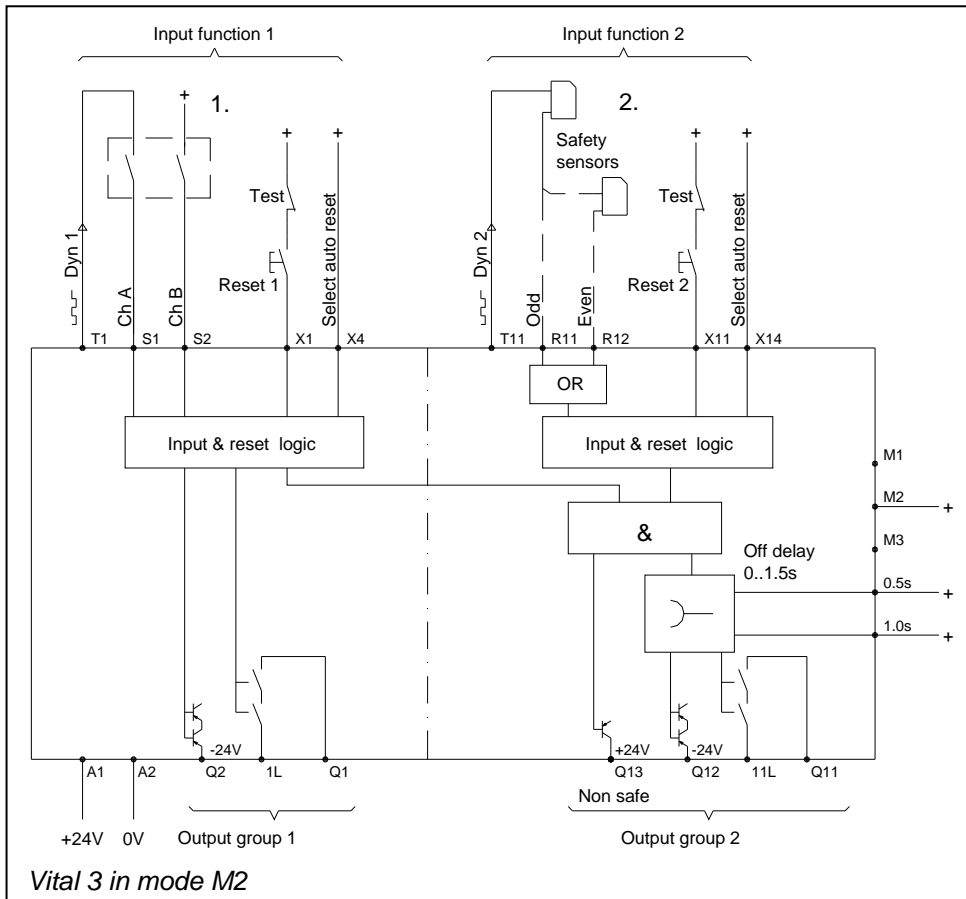 Input function 1
Input function 2
+
1.
2.
+
+
Safety
sensors
+
+
Test
Select auto reset
Test
Select auto reset
Dyn 1
Ch A
Ch B
Reset 1
Dyn 2
Odd
Even
Reset 2
T1
S1
S2
X1
X4
T11
R11
R12
X11
X14
OR
Input & reset logic
Input & reset logic
M1
M2
+
&
M3
Off delay
0..1.5s
0.5s
+
1.0s
+
-24V
+24V
-24V
A1
A2
Q2
1L
Q1
Q13
Q12
11L
Q11
Non safe
+24V
0V
Output group 1
Output group 2
Vital 3 in mode M2